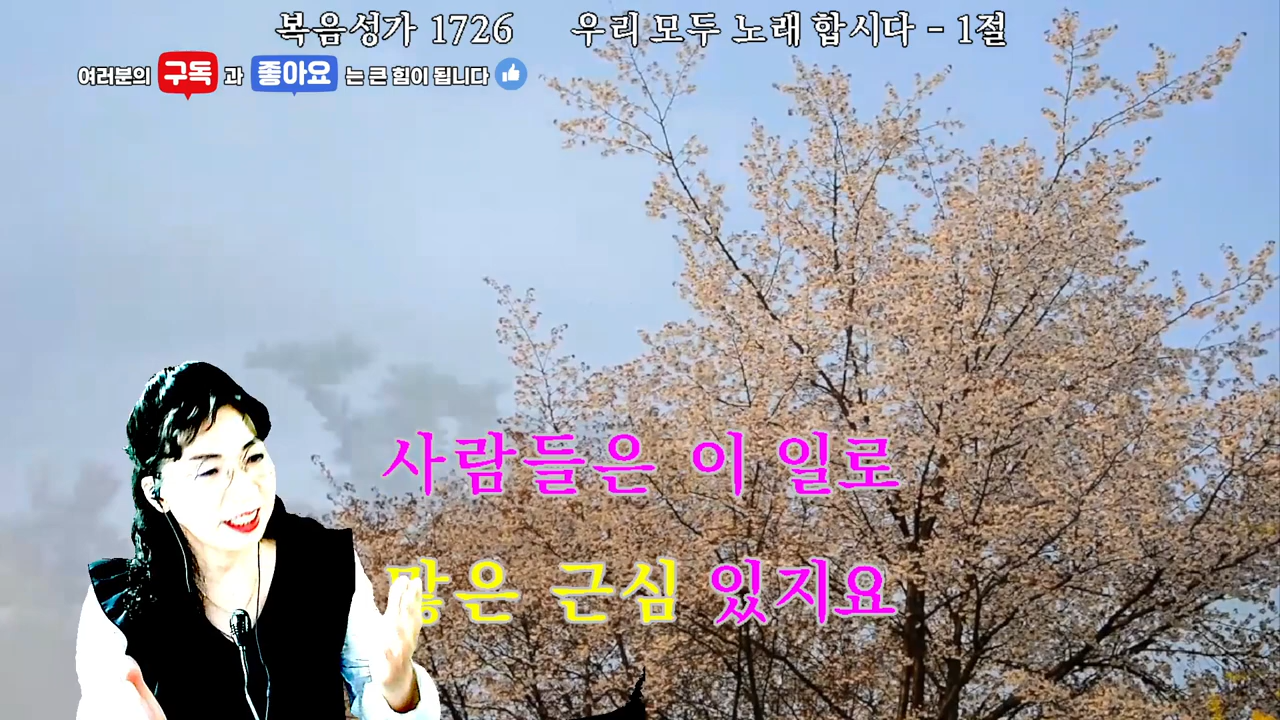 복음성가 1726 우리 모두 노래 합시다 - 1절
여러분의 구독 과 좋아요 는 큰 힘이 됩니다
사람들은 이 일로
많은 근심 있지요